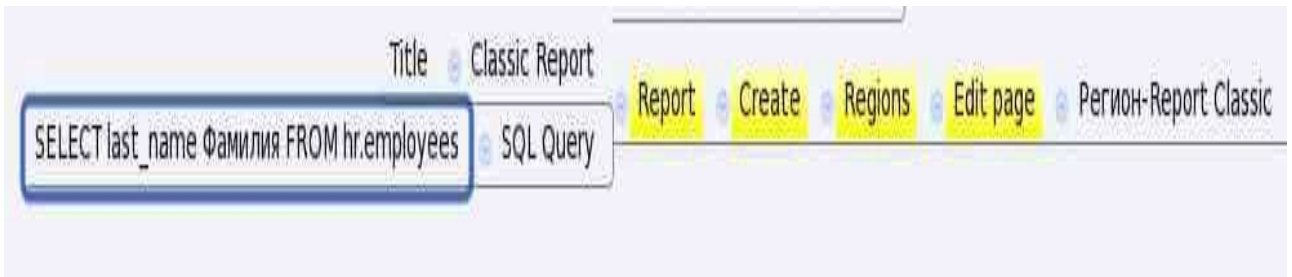 Title Classic Report
Report Create Regions Edit page Регион-Report Classic
SELECT last_name Фамилия FROM hr.employees SQL Query